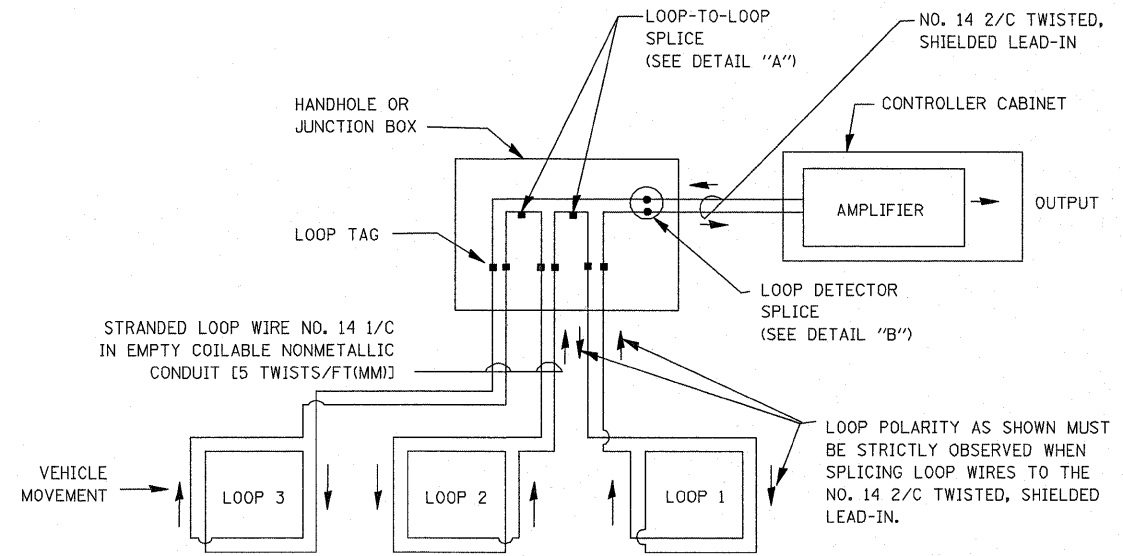 LOOP-TO-LOOP
SPLICE
(SEE DETAIL "A")
NO. 14 2/C TWISTED,
SHIELDED LEAD-IN
HANDHOLE OR
JUNCTION BOX
CONTROLLER CABINET
AMPLIFIER
OUTPUT
LOOP TAG
LOOP DETECTOR
SPLICE
(SEE DETAIL "B")
STRANDED LOOP WIRE NO. 14 1/C
IN EMPTY COILABLE NONMETALLIC
CONDUIT [5 TWISTS/FT(MM)]
LOOP POLARITY AS SHOWN MUST
BE STRICTLY OBSERVED WHEN
SPLICING LOOP WIRES TO THE
NO. 14 2/C TWISTED, SHIELDED
LEAD-IN.
VEHICLE
MOVEMENT
LOOP 3
LOOP 2
LOOP 1